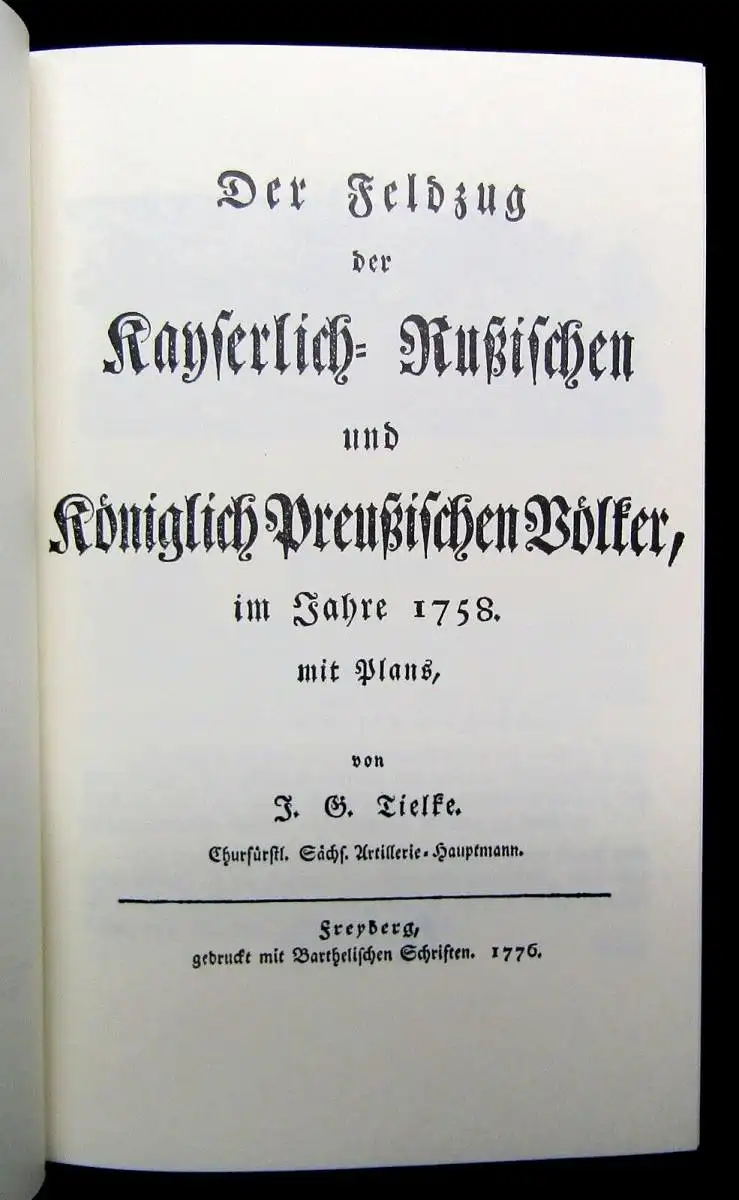 Der Feldzug
der
Kayserlich- Rußischen
und
Königlich Preußischen Völker,
im Jahre 1758.
mit Plans,
von
J. G. Tielke.
Churfürstl. Sächs. Artillerie-Hauptmann.
Freyberg,
gedruckt mit Barthelischen Schriften. 1776.